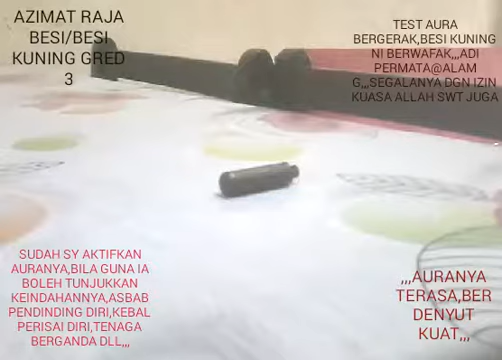 AZIMAT RAJA
BESI/BESI
KUNING GRED
3
TEST AURA
BERGERAK,BESI KUNING
NI BERWAFAK,,,ADI
PERMATA@ALAM
G,,,SEGALANYA DGN IZIN
KUASA ALLAH SWT JUGA
SUDAH SY AKTIFKAN
AURANYA,BILA GUNA IA
BOLEH TUNJUKKAN
KEINDAHANNYA,ASBAB
PENDINDING DIRI,KEBAL
PERISAI DIRI,TENAGA
BERGANDA DLL,,,
,,,AURANYA
TERASA,BER
DENYUT
KUAT,,,